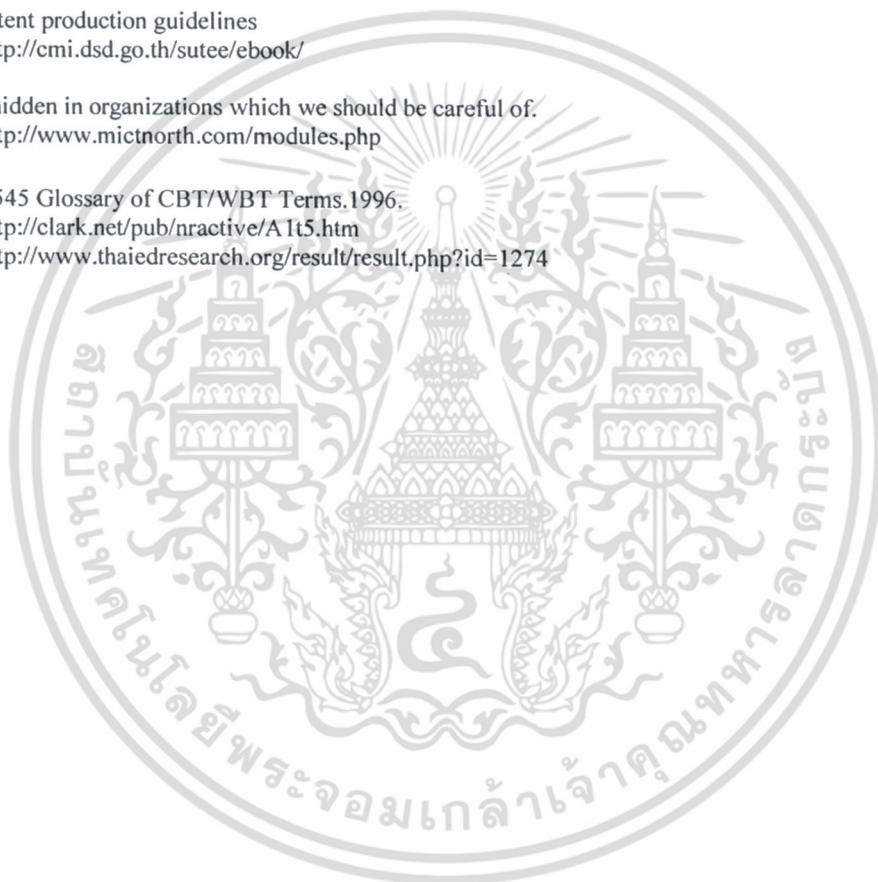 tent production guidelines
tp://cmi.dsd.go.th/sutee/ebook/
hidden in organizations which we should be careful of.
tp://www.mictnorth.com/modules.php
545 Glossary of CBT/WBT Terms.1996.
tp://clark.net/pub/nractive/A1t5.htm
tp://www.thaiedresearch.org/result/result.php?id=1274
สถาบันเทคโนโลยีพระจอมเกล้าเจ้าคุณทหารลาดกระบัง
๔